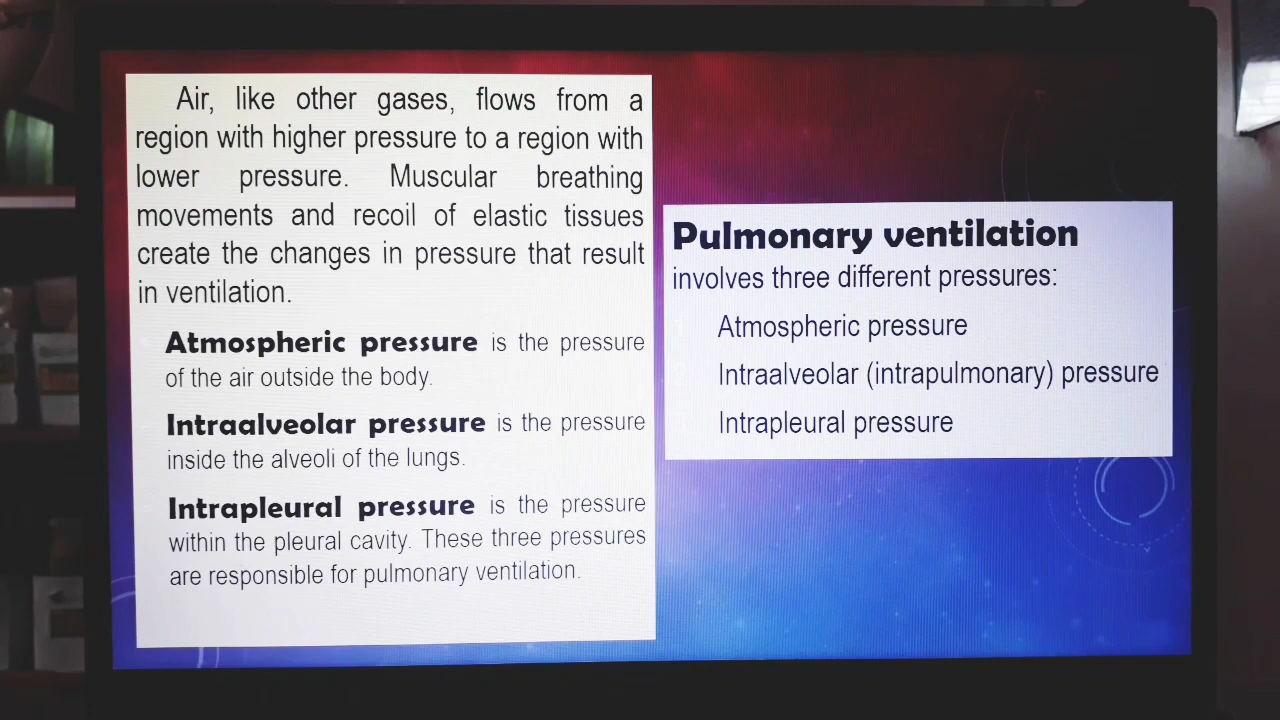 Air, like other gases, flows from a
region with higher pressure to a region with
lower pressure. Muscular breathing
movements and recoil of elastic tissues
create the changes in pressure that result
in ventilation.
Atmospheric pressure is the pressure
of the air outside the body.
Intraalveolar pressure is the pressure
inside the alveoli of the lungs.
Intrapleural pressure is the pressure
within the pleural cavity. These three pressures
are responsible for pulmonary ventilation.
Pulmonary ventilation
involves three different pressures:
Atmospheric pressure
Intraalveolar (intrapulmonary) pressure
Intrapleural pressure